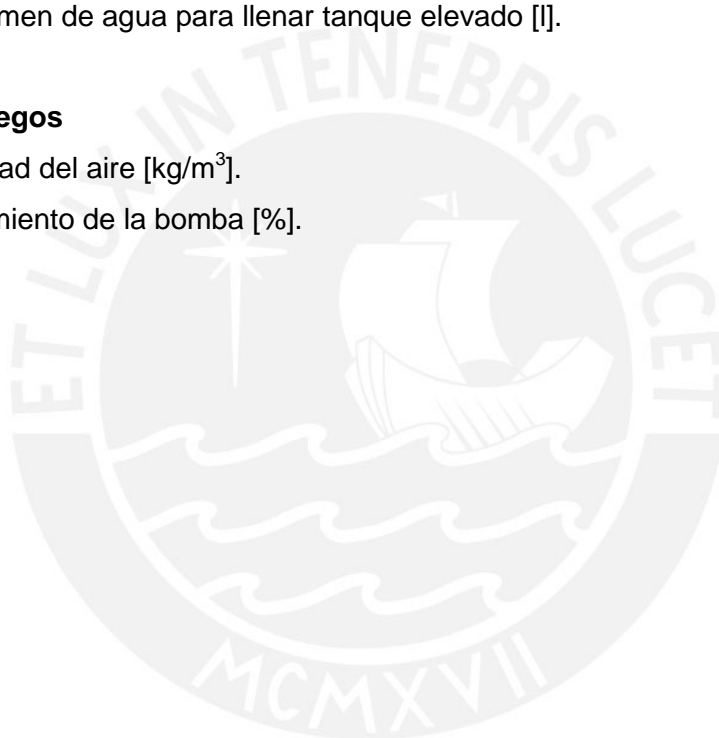 men de agua para llenar tanque elevado [l].
egos
ad del aire [kg/m³].
miento de la bomba [%].
ET LUX IN TENEBRIS LUCET
MCMXVII